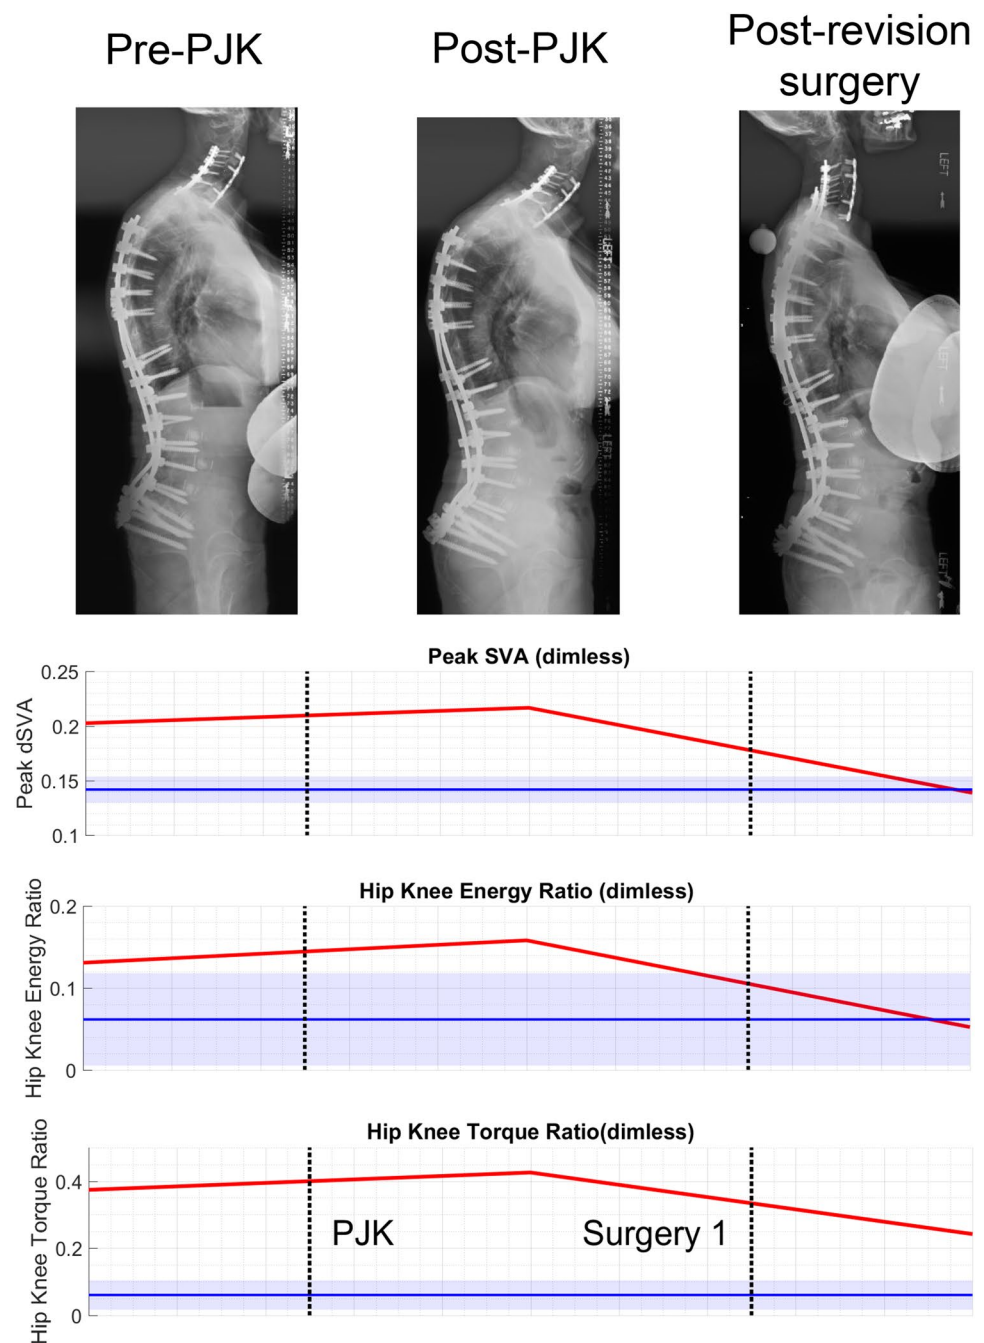 Pre-PJK
Post-PJK
Post-revision
surgery
LEFT
LEFT
LEFT
LEFT
LEFT
Peak SVA (dimless)
Peak dSVA
0.25
0.2
0.15
0.1
Hip Knee Energy Ratio (dimless)
Hip Knee Energy Ratio
0.2
0.1
0
Hip Knee Torque Ratio(dimless)
Hip Knee Torque Ratio
0.4
0.2
0
PJK
Surgery 1